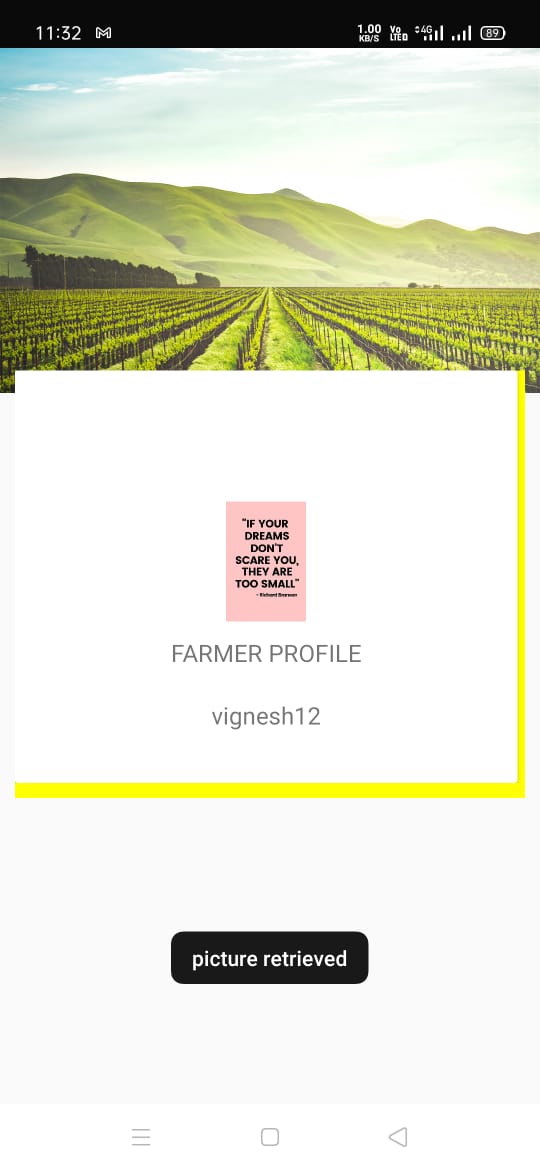 11:32
1.00
KB/S
Vo
LTED
4G
89
"IF YOUR
DREAMS
DON'T
SCARE YOU,
THEY ARE
TOO SMALL"
- Richard Branson
FARMER PROFILE
vignesh12
picture retrieved